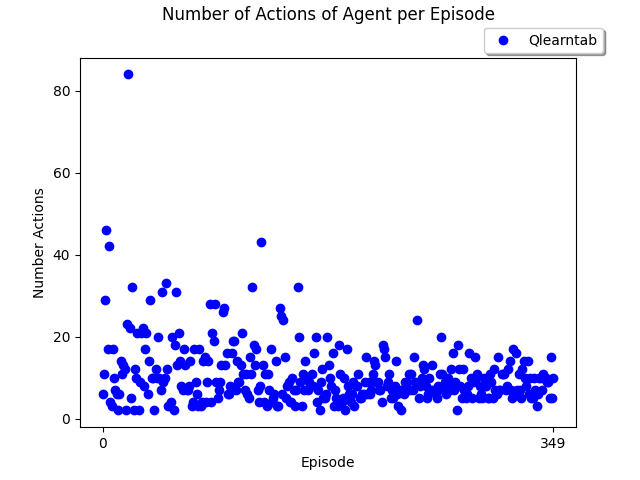 Number of Actions of Agent per Episode
Qlearntab
80
60
40
20
0
Number Actions
0 349
Episode